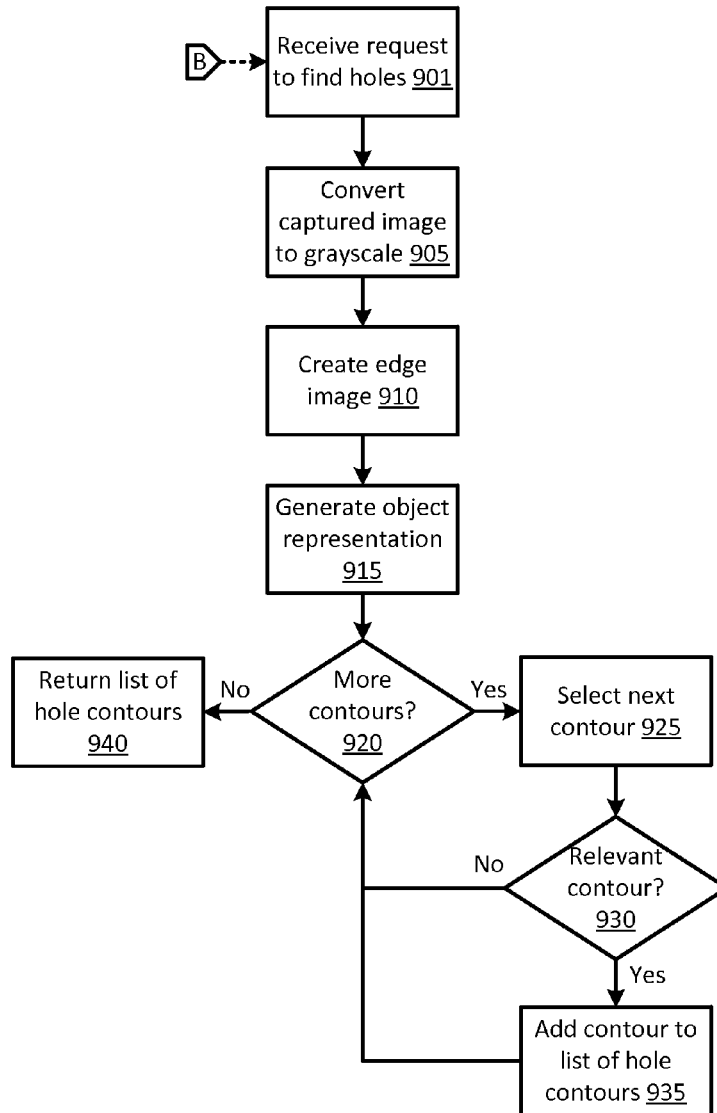 B
Receive request
to find holes 901
Convert
captured image
to grayscale 905
Create edge
image 910
Generate object
representation
915
More
contours?
920
No
Yes
Return list of
hole contours
940
Select next
contour 925
Relevant
contour?
930
No
Yes
Add contour to
list of hole
contours 935